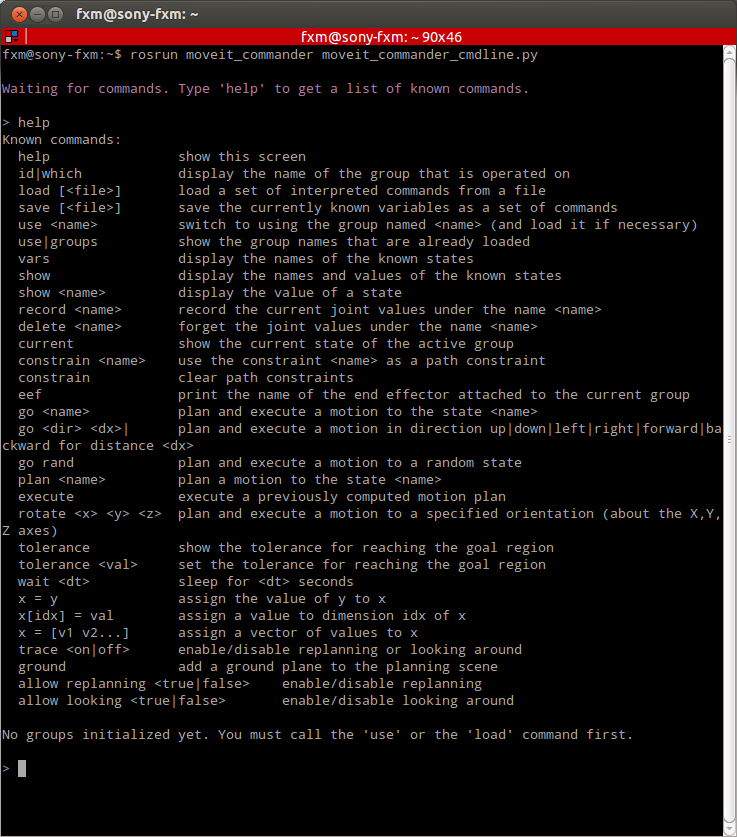 fxm@sony-fxm: ~
fxm@sony-fxm: ~ 90x46
fxm@sony-fxm:~$ rosrun moveit_commander moveit_commander_cmdline.py
Waiting for commands. Type 'help' to get a list of known commands.
> help
Known commands:
  help                show this screen
  id|which            display the name of the group that is operated on
  load [<file>]       load a set of interpreted commands from a file
  save [<file>]       save the currently known variables as a set of commands
  use <name>          switch to using the group named <name> (and load it if necessary)
  use|groups          show the group names that are already loaded
  vars                display the names of the known states
  show                display the names and values of the known states
  show <name>         display the value of a state
  record <name>       record the current joint values under the name <name>
  delete <name>       forget the joint values under the name <name>
  current             show the current state of the active group
  constrain <name>    use the constraint <name> as a path constraint
  constrain           clear path constraints
  eef                 print the name of the end effector attached to the current group
  go <name>           plan and execute a motion to the state <name>
  go <dir> <dx>|      plan and execute a motion in direction up|down|left|right|forward|ba
ckward for distance <dx>
  go rand             plan and execute a motion to a random state
  plan <name>         plan a motion to the state <name>
  execute             execute a previously computed motion plan
  rotate <x> <y> <z>  plan and execute a motion to a specified orientation (about the X,Y,
Z axes)
  tolerance           show the tolerance for reaching the goal region
  tolerance <val>     set the tolerance for reaching the goal region
  wait <dt>           sleep for <dt> seconds
  x = y               assign the value of y to x
  x[idx] = val        assign a value to dimension idx of x
  x = [v1 v2...]      assign a vector of values to x
  trace <on|off>      enable/disable replanning or looking around
  ground              add a ground plane to the planning scene
  allow replanning <true|false>    enable/disable replanning
  allow looking <true|false>       enable/disable looking around
No groups initialized yet. You must call the 'use' or the 'load' command first.
>